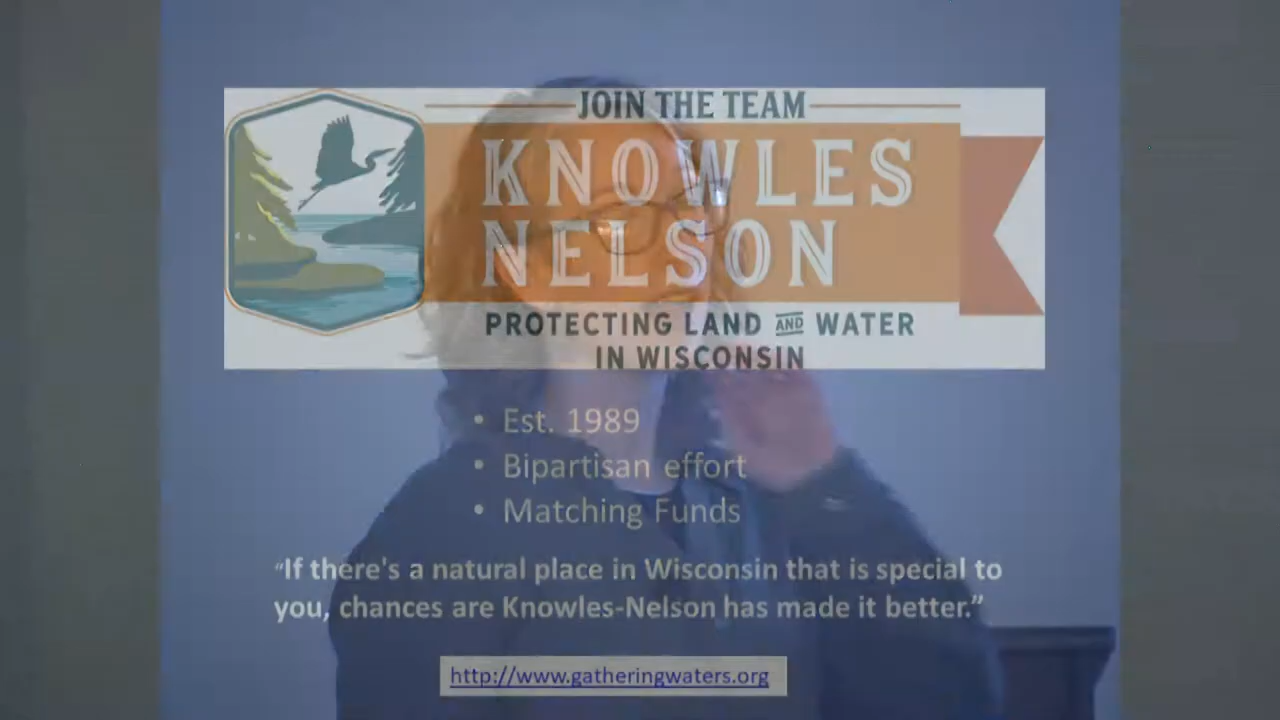 JOIN THE TEAM
KNOWLES
NELSON
PROTECTING LAND AND WATER
IN WISCONSIN
• Est. 1989
• Bipartisan effort
• Matching Funds
“If there's a natural place in Wisconsin that is special to
you, chances are Knowles-Nelson has made it better.”
http://www.gatheringwaters.org